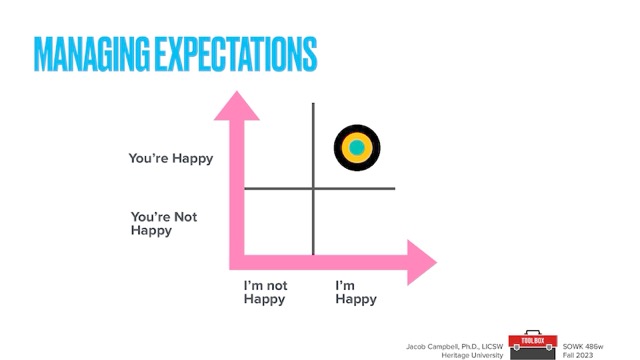 MANAGING EXPECTATIONS
You're Happy
You're Not
Happy
I'm not
Happy
I'm
Happy
Jacob Campbell, Ph.D., LICSW
Heritage University
TOOLBOX
SOWK 486w
Fall 2023